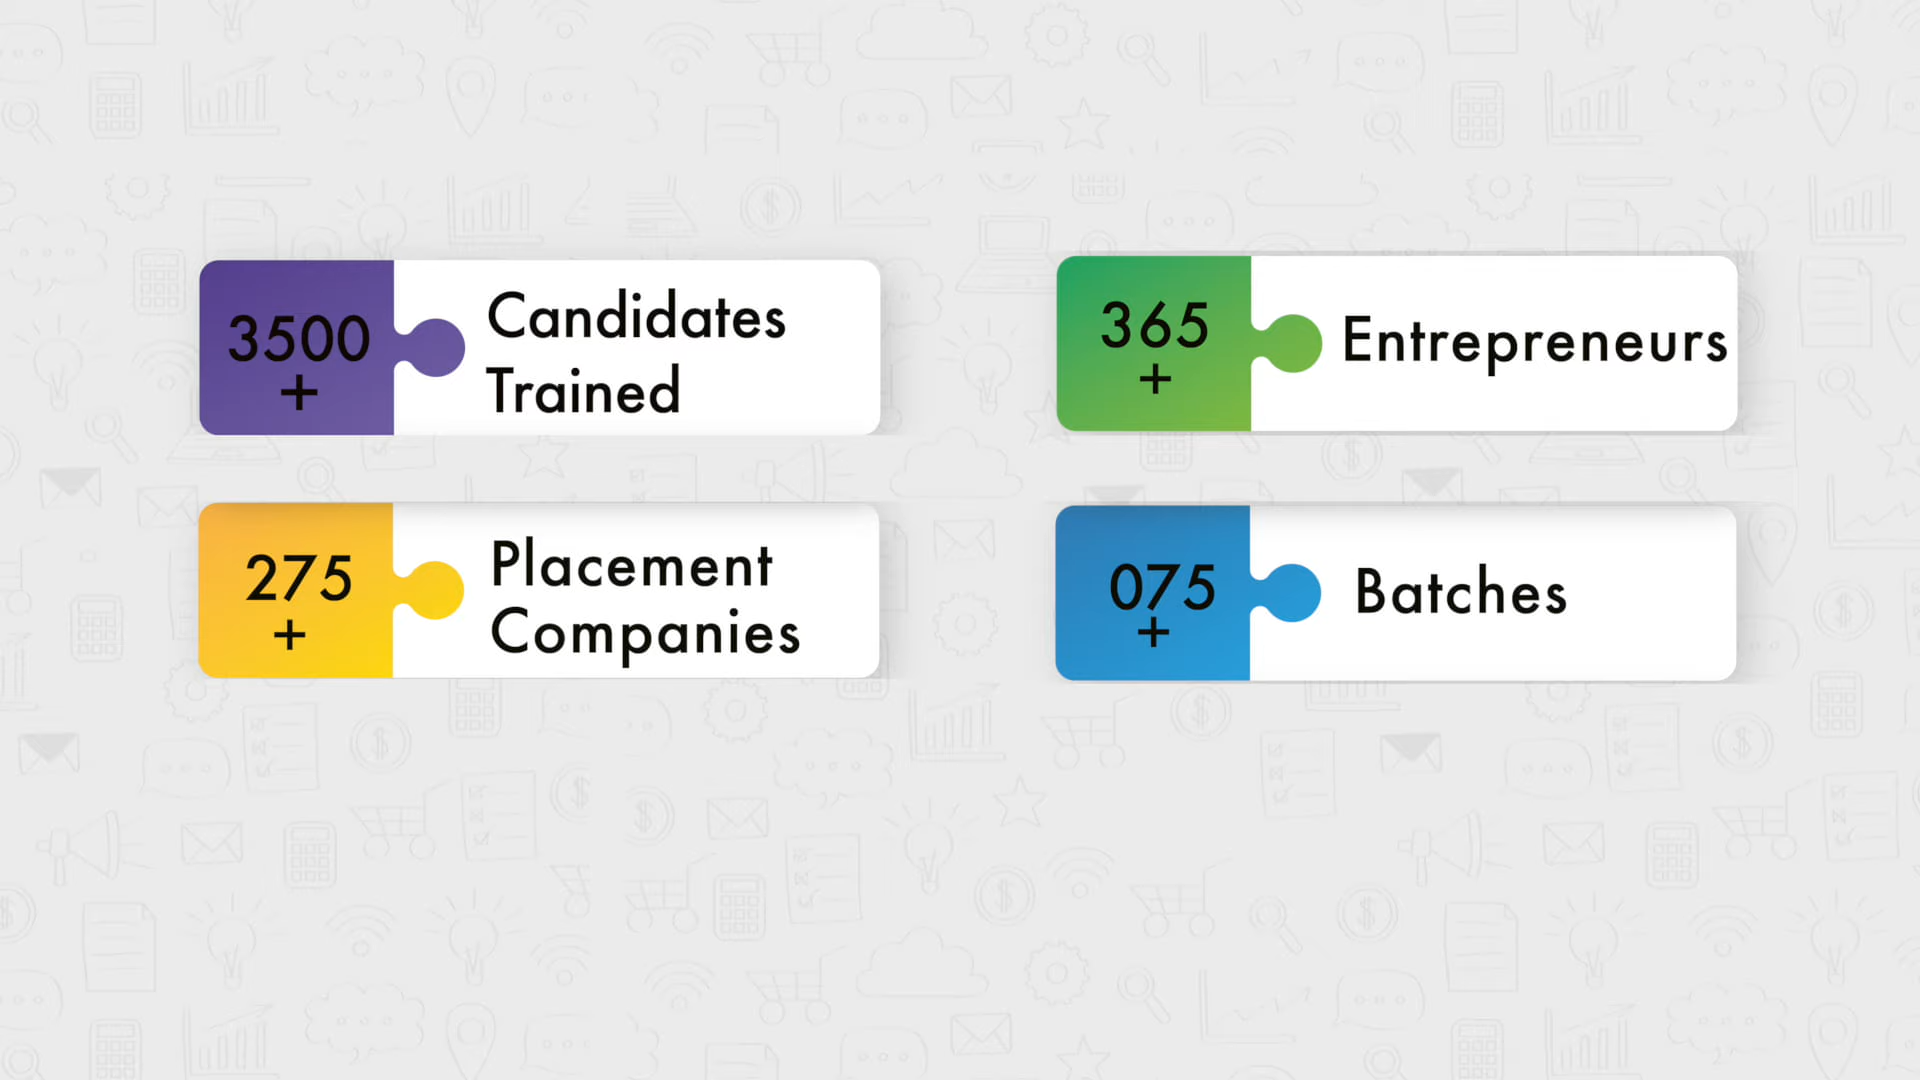 3500
+
Candidates
Trained
365
+
Entrepreneurs
275
+
Placement
Companies
075
+
Batches